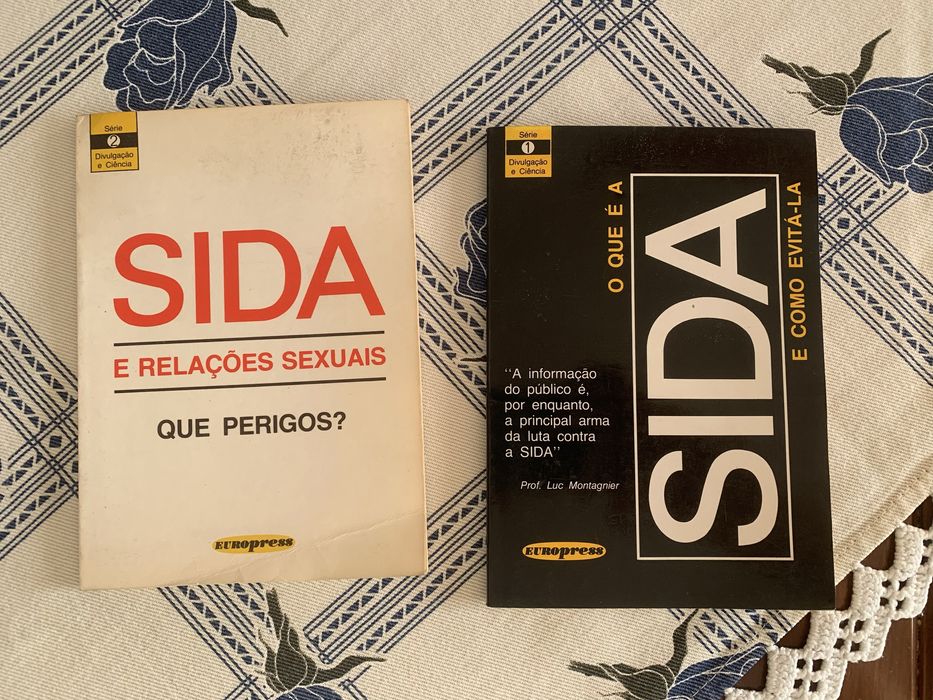 Série
2
Divulgação
e Ciência
SIDA
E RELAÇÕES SEXUAIS
QUE PERIGOS?
EUROpress
Série
1
Divulgação
e Ciência
O QUE É A
SIDA
E COMO EVITÁ-LA
"A informação
do público é,
por enquanto,
a principal arma
da luta contra
a SIDA"
Prof. Luc Montagnier
EUROpress